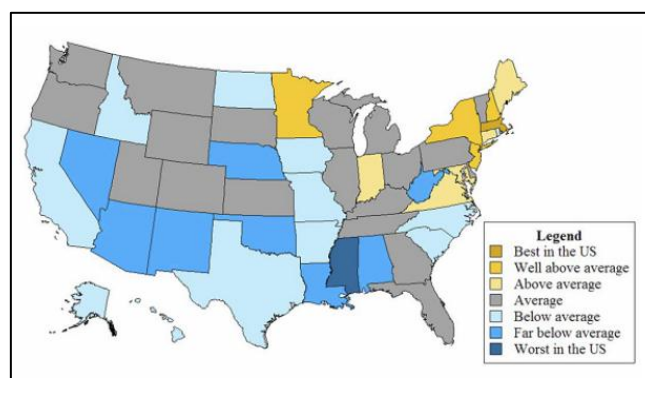 Legend
Best in the US
Well above average
Above average
Average
Below average
Far below average
Worst in the US